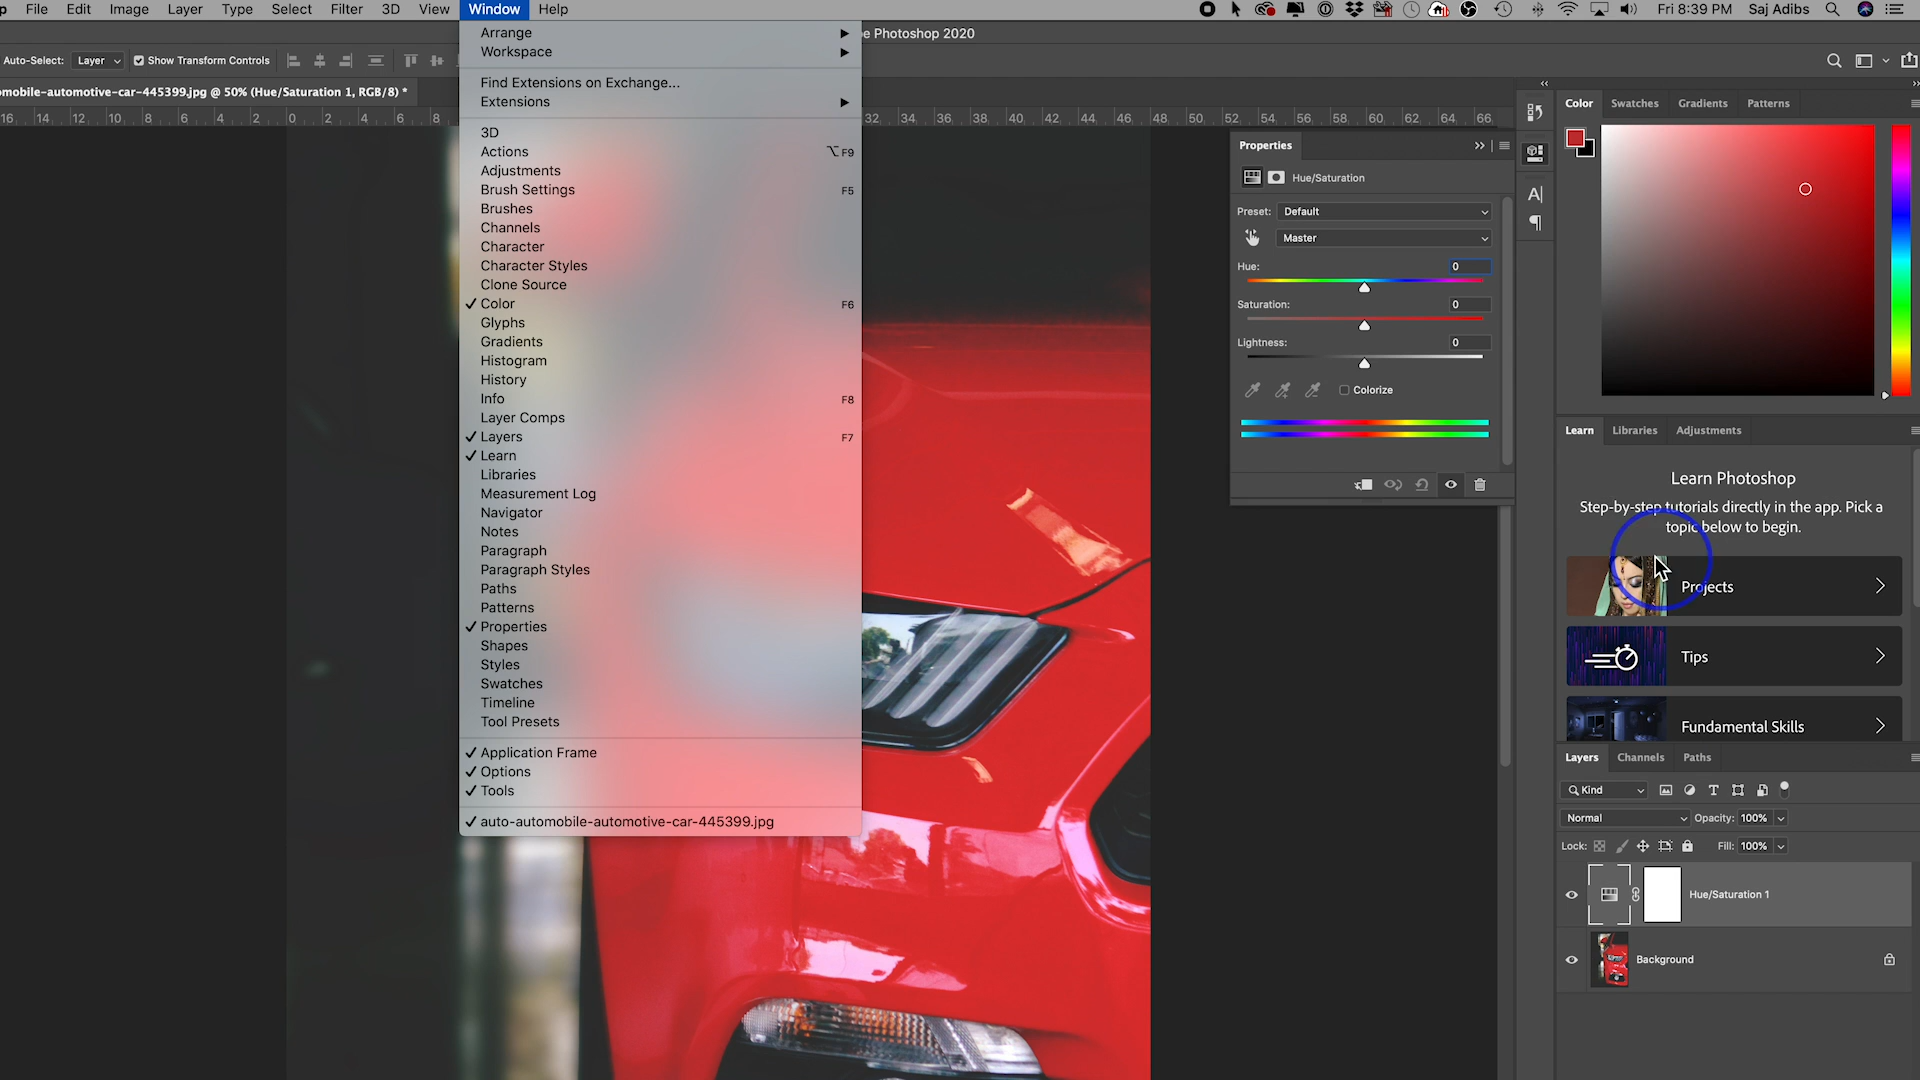 p File Edit Image Layer Type Select Filter 3D View Window Help Fri 8:39 PM Saj Adibs
e Photoshop 2020
Auto-Select: Layer Show Transform Controls
mobile-automotive-car-445399.jpg @ 50% (Hue/Saturation 1, RGB/8) *
16 14 12 10 8 6 4 2 0 2 4 6 8 32 34 36 38 40 42 44 46 48 50 52 54 56 58 60 62 64 66
Arrange
Workspace
Find Extensions on Exchange...
Extensions
3D
Actions ⌥F9
Adjustments
Brush Settings F5
Brushes
Channels
Character
Character Styles
Clone Source
✓ Color F6
Glyphs
Gradients
Histogram
History
Info F8
Layer Comps
✓ Layers F7
✓ Learn
Libraries
Measurement Log
Navigator
Notes
Paragraph
Paragraph Styles
Paths
Patterns
✓ Properties
Shapes
Styles
Swatches
Timeline
Tool Presets
✓ Application Frame
✓ Options
✓ Tools
✓ auto-automobile-automotive-car-445399.jpg
Properties
Hue/Saturation
Preset: Default
Master
Hue: 0
Saturation: 0
Lightness: 0
Colorize
A|
¶
Color Swatches Gradients Patterns
Learn Libraries Adjustments
Learn Photoshop
Step-by-step tutorials directly in the app. Pick a
topic below to begin.
Projects
Tips
Fundamental Skills
Layers Channels Paths
Kind
Normal Opacity: 100%
Lock: Fill: 100%
Hue/Saturation 1
Background